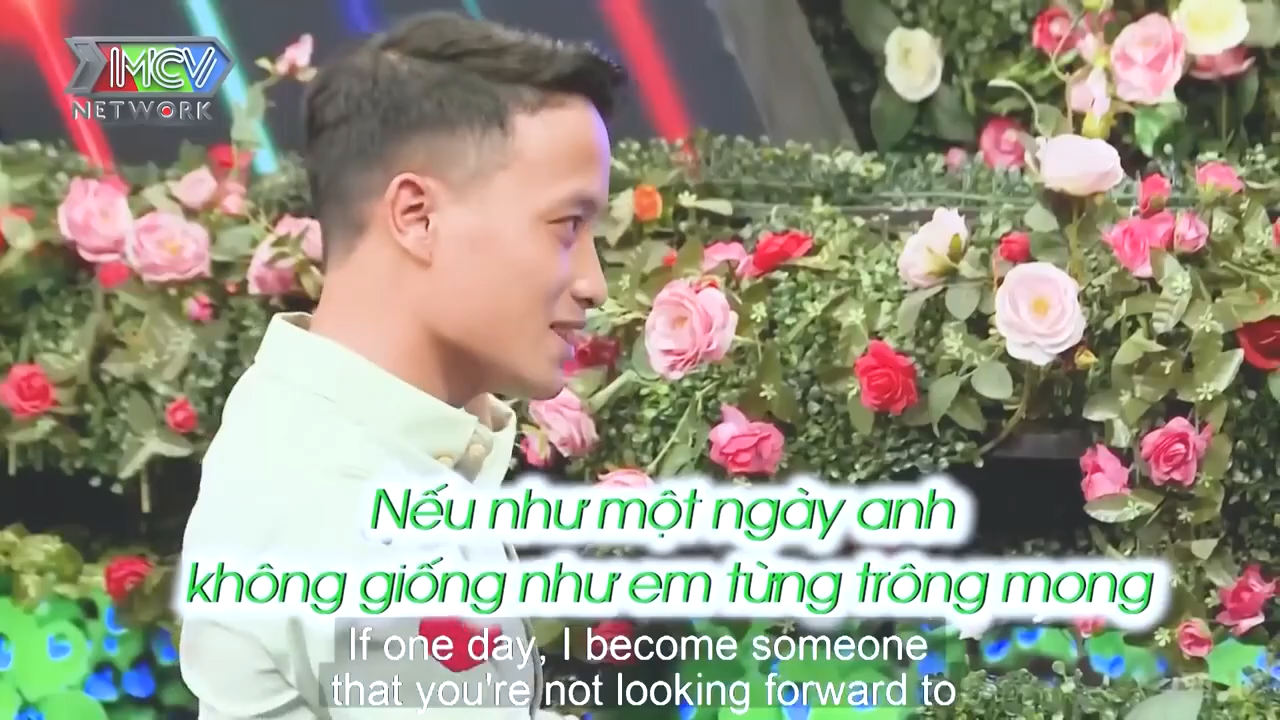 MCV
NETWORK
Nếu như một ngày anh
không giống như em từng trông mong
If one day, I become someone
that you're not looking forward to